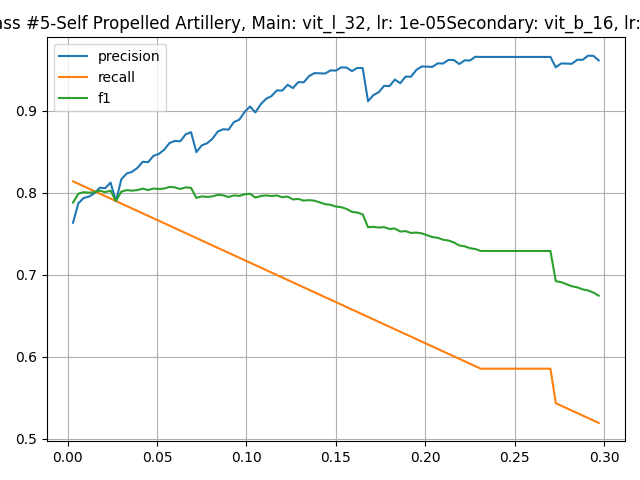 ass #5-Self Propelled Artillery, Main: vit_l_32, lr: 1e-05Secondary: vit_b_16, lr:
precision
recall
f1
0.9
0.8
0.7
0.6
0.5
0.00 0.05 0.10 0.15 0.20 0.25 0.30